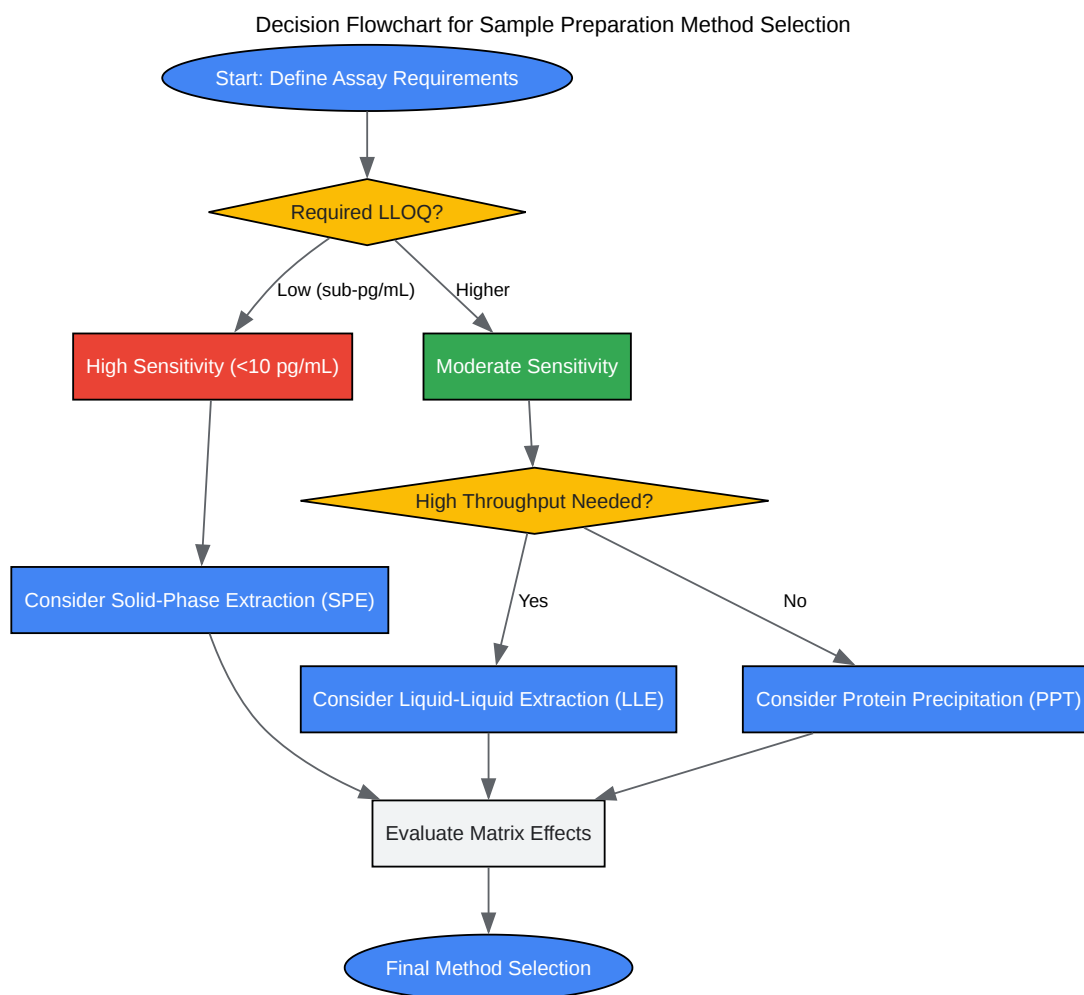 Decision Flowchart for Sample Preparation Method Selection
Start: Define Assay Requirements
Required LLOQ?
Low (sub-pg/mL)
Higher
High Sensitivity (<10 pg/mL)
Moderate Sensitivity
High Throughput Needed?
Consider Solid-Phase Extraction (SPE)
Yes
No
Consider Liquid-Liquid Extraction (LLE)
Consider Protein Precipitation (PPT)
Evaluate Matrix Effects
Final Method Selection